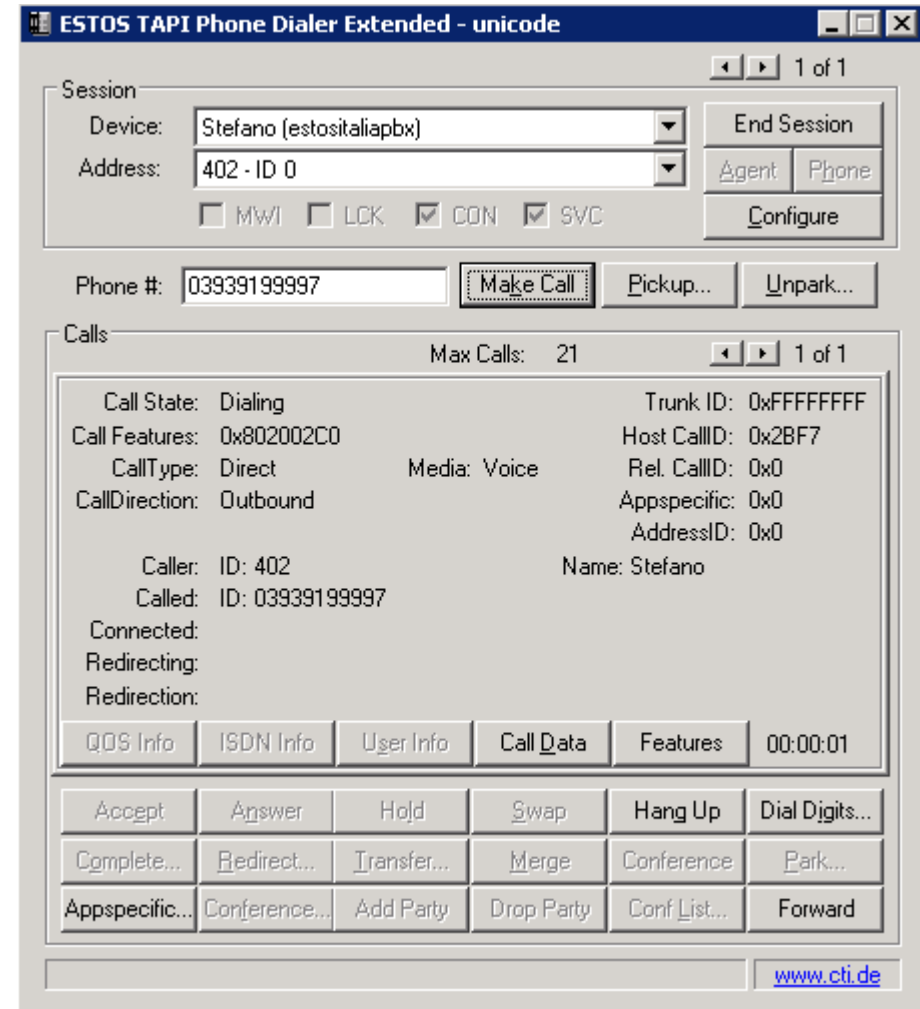 ESTOS TAPI Phone Dialer Extended - unicode
1 of 1
Session
Device: Stefano (estositaliapbx) End Session
Address: 402 - ID 0 Agent Phone
MWI LCK CON SVC Configure
Phone #: 03939199997 Make Call Pickup... Unpark...
Calls
Max Calls: 21 1 of 1
Call State: Dialing Trunk ID: 0xFFFFFFFF
Call Features: 0x802002C0 Host CallID: 0x2BF7
CallType: Direct Media: Voice Rel. CallID: 0x0
CallDirection: Outbound Appspecific: 0x0
AddressID: 0x0
Caller: ID: 402 Name: Stefano
Called: ID: 03939199997
Connected:
Redirecting:
Redirection:
QOS Info ISDN Info User Info Call Data Features 00:00:01
Accept Answer Hold Swap Hang Up Dial Digits...
Complete... Redirect... Transfer... Merge Conference Park...
Appspecific... Conference... Add Party Drop Party Conf List... Forward
www.cti.de